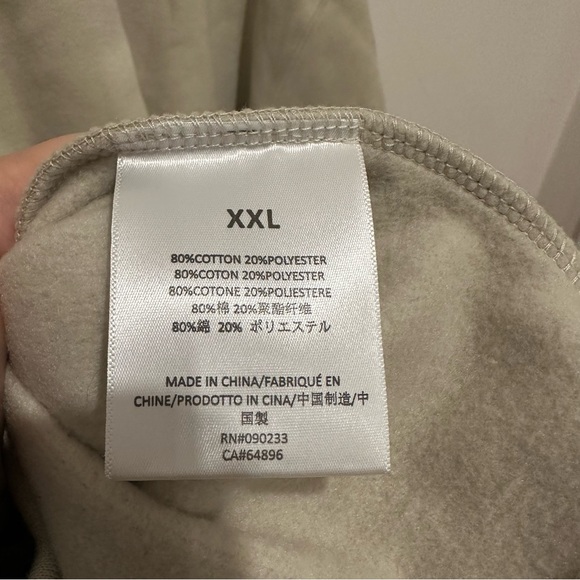 XXL
80%COTTON 20%POLYESTER
80%COTON 20%POLYESTER
80%COTONE 20%POLIESTERE
80%棉 20%聚酯纤维
80%綿 20% ポリエステル
MADE IN CHINA/FABRIQUÉ EN
CHINE/PRODOTTO IN CINA/中国制造/中
国製
RN#090233
CA#64896